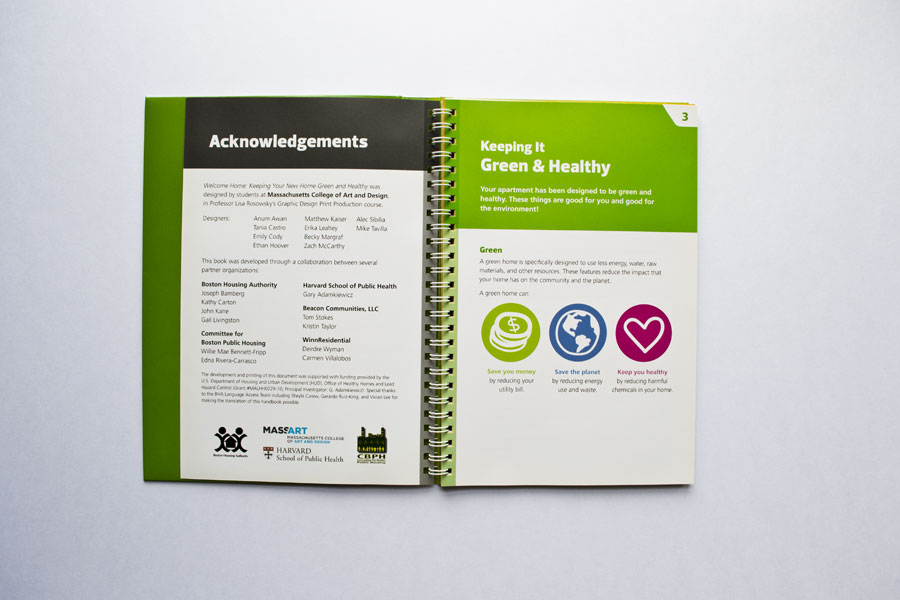 Acknowledgements
Welcome Home: Keeping Your New Home Green and Healthy was
designed by students at Massachusetts College of Art and Design,
in Professor Lisa Rosowsky's Graphic Design Print Production course.
Designers: Anum Awan Matthew Kaiser Alec Sibilia
Tania Castro Erika Leahey Mike Tavilla
Emily Cody Becky Margraf
Ethan Hoover Zach McCarthy
This book was developed through a collaboration between several
partner organizations:
Boston Housing Authority
Joseph Bamberg
Kathy Carton
John Kane
Gail Livingston
Committee for
Boston Public Housing
Willie Mae Bennett-Fripp
Edna Rivera-Carrasco
Harvard School of Public Health
Gary Adamkiewicz
Beacon Communities, LLC
Tom Stokes
Kristin Taylor
WinnResidential
Deirdre Wyman
Carmen Villalobos
The development and printing of this document was supported with funding provided by the
U.S. Department of Housing and Urban Development (HUD), Office of Healthy Homes and Lead
Hazard Control (Grant #MALHH0229-10, Principal Investigator: G. Adamkiewicz). Special thanks
to the BHA Language Access Team including Shayla Carew, Gerardo Ruiz-King, and Vivian Lee for
making the translation of this handbook possible.
Boston Housing Authority
MASSART
MASSACHUSETTS COLLEGE
OF ART AND DESIGN
HARVARD
School of Public Health
CBPH
3
Keeping It
Green & Healthy
Your apartment has been designed to be green and
healthy. These things are good for you and good for
the environment!
Green
A green home is specifically designed to use less energy, water, raw
materials, and other resources. These features reduce the impact that
your home has on the community and the planet.
A green home can:
$
Save you money
by reducing your
utility bill.
Save the planet
by reducing energy
use and waste.
Keep you healthy
by reducing harmful
chemicals in your home.